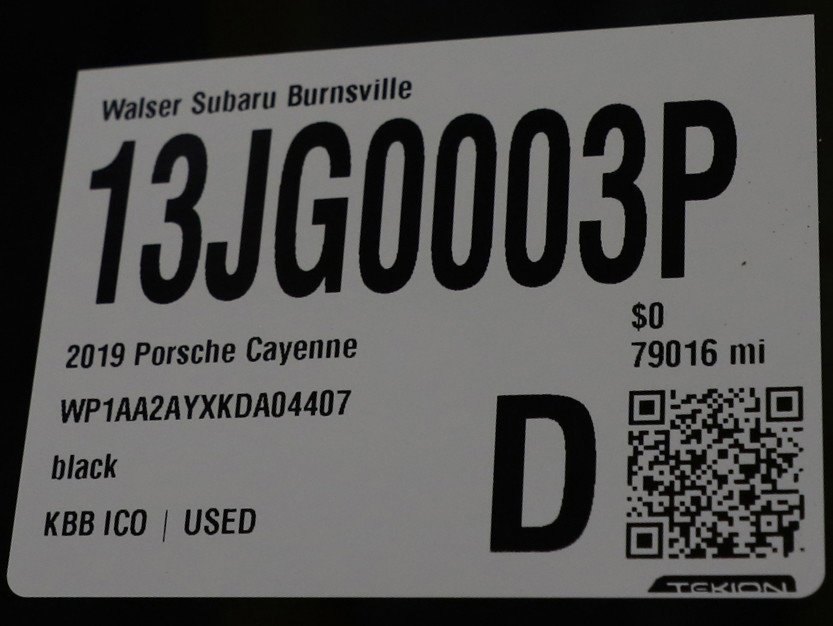 Walser Subaru Burnsville
13JG0003P
$0
2019 Porsche Cayenne
79016 mi
WP1AA2AYXKDA04407
D
black
KBB ICO | USED
TEKION